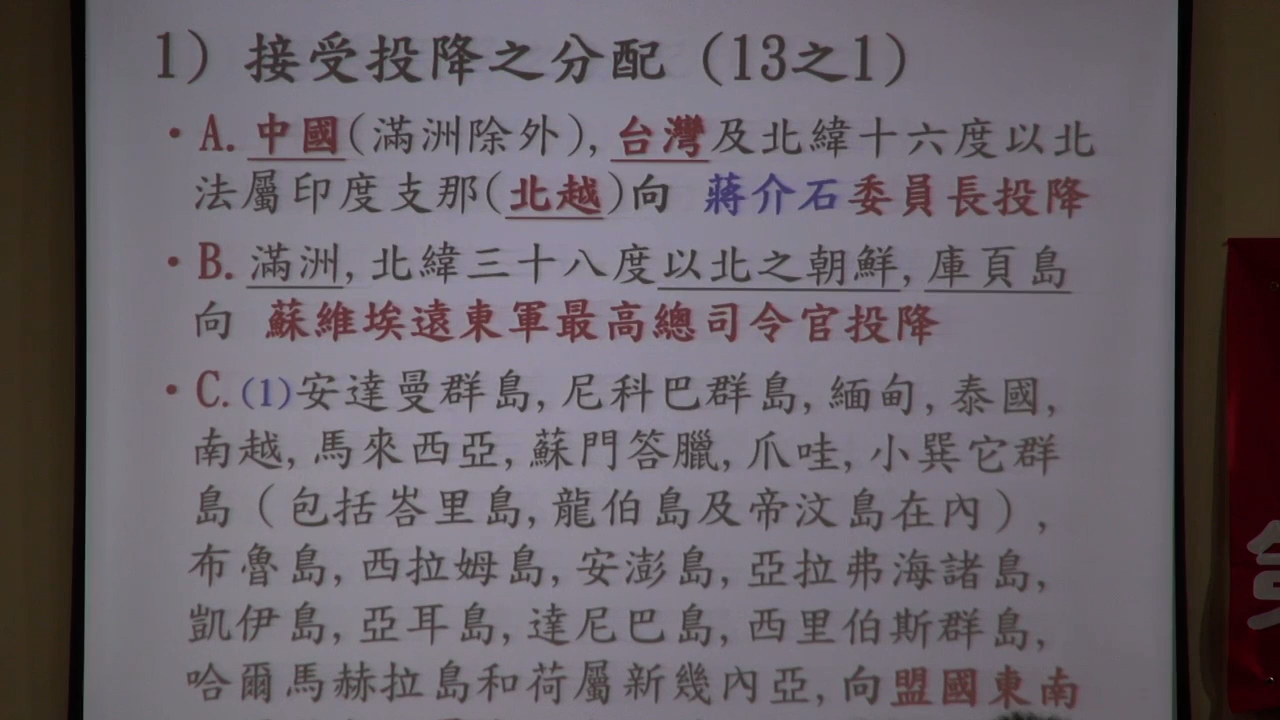 1) 接受投降之分配 (13之1)
• A. 中國(滿洲除外), 台灣及北緯十六度以北
法屬印度支那(北越)向 蔣介石委員長投降
• B. 滿洲, 北緯三十八度以北之朝鮮, 庫頁島
向 蘇維埃遠東軍最高總司令官投降
• C. (1)安達曼群島, 尼科巴群島, 緬甸, 泰國,
南越, 馬來西亞, 蘇門答臘, 爪哇, 小巽它群
島 (包括峇里島, 龍伯島及帝汶島在內) ,
布魯島, 西拉姆島, 安澎島, 亞拉弗海諸島,
凱伊島, 亞耳島, 達尼巴島, 西里伯斯群島,
哈爾馬赫拉島和荷屬新幾內亞, 向盟國東南